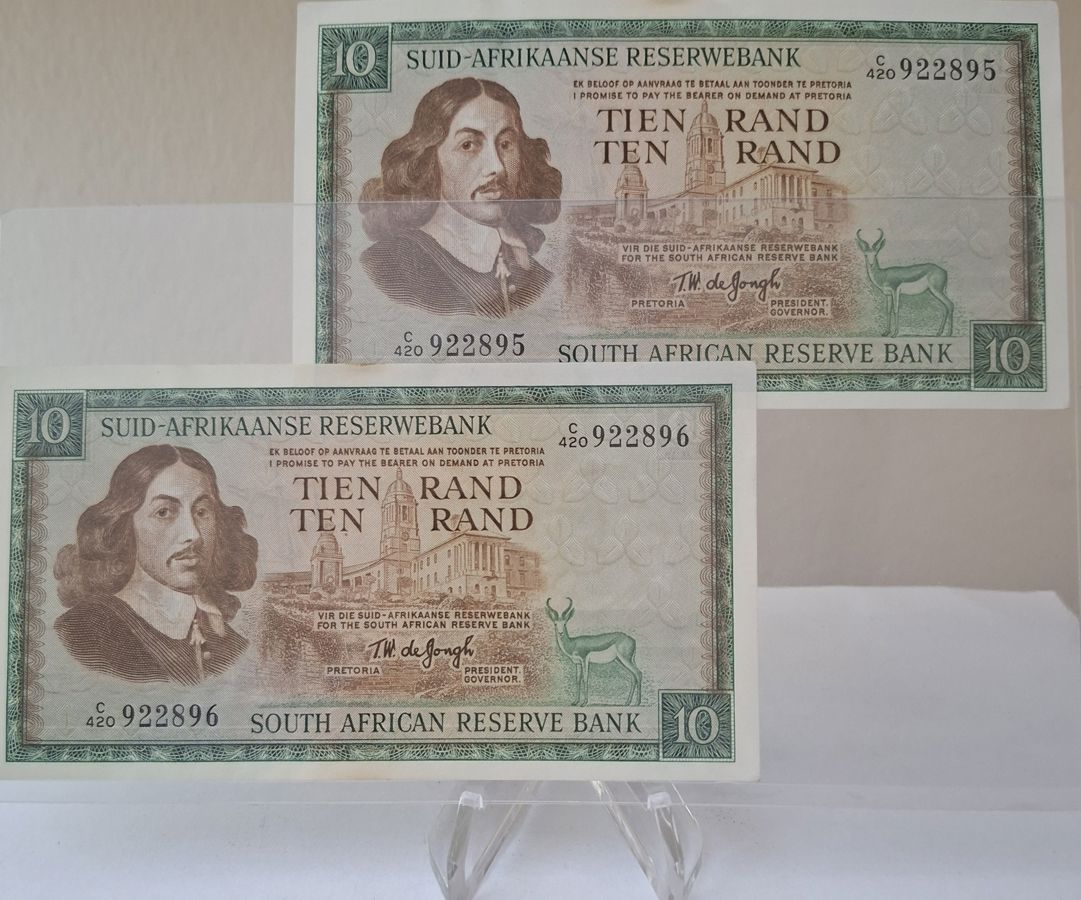 10
SUID-AFRIKAANSE RESERWEBANK
C/420 922895
EK BELOOF OP AANVRAAG TE BETAAL AAN TOONDER TE PRETORIA
I PROMISE TO PAY THE BEARER ON DEMAND AT PRETORIA
TIEN RAND
TEN RAND
VIR DIE SUID-AFRIKAANSE RESERWEBANK
FOR THE SOUTH AFRICAN RESERVE BANK
T.W. de Jongh
PRETORIA PRESIDENT.
GOVERNOR.
C/420 922895
SOUTH AFRICAN RESERVE BANK
10
10
SUID-AFRIKAANSE RESERWEBANK
C/420 922896
EK BELOOF OP AANVRAAG TE BETAAL AAN TOONDER TE PRETORIA
I PROMISE TO PAY THE BEARER ON DEMAND AT PRETORIA
TIEN RAND
TEN RAND
VIR DIE SUID-AFRIKAANSE RESERWEBANK
FOR THE SOUTH AFRICAN RESERVE BANK
T.W. de Jongh
PRETORIA PRESIDENT.
GOVERNOR.
C/420 922896
SOUTH AFRICAN RESERVE BANK
10